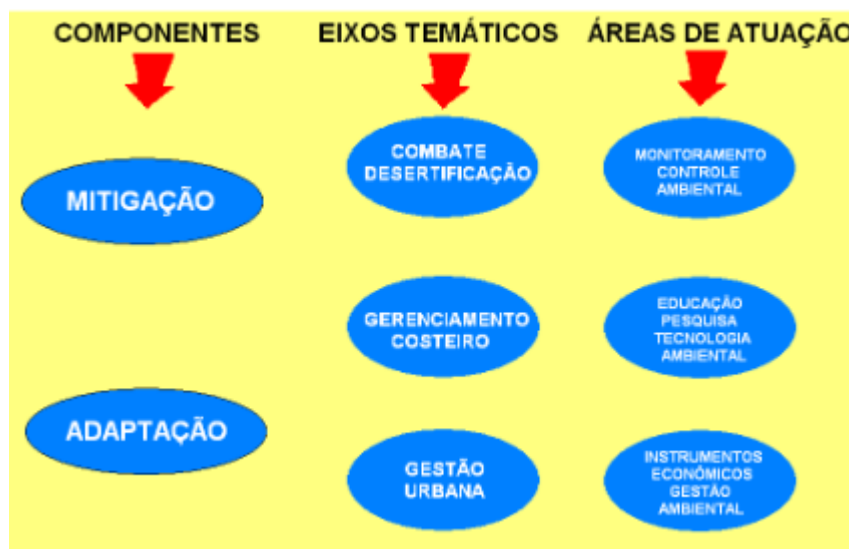 COMPONENTES
EIXOS TEMÁTICOS
ÁREAS DE ATUAÇÃO
MITIGAÇÃO
ADAPTAÇÃO
COMBATE
DESERTIFICAÇÃO
GERENCIAMENTO
COSTEIRO
GESTÃO
URBANA
MONITORAMENTO
CONTROLE
AMBIENTAL
EDUCAÇÃO
PESQUISA
TECNOLOGIA
AMBIENTAL
INSTRUMENTOS
ECONÔMICOS
GESTÃO
AMBIENTAL